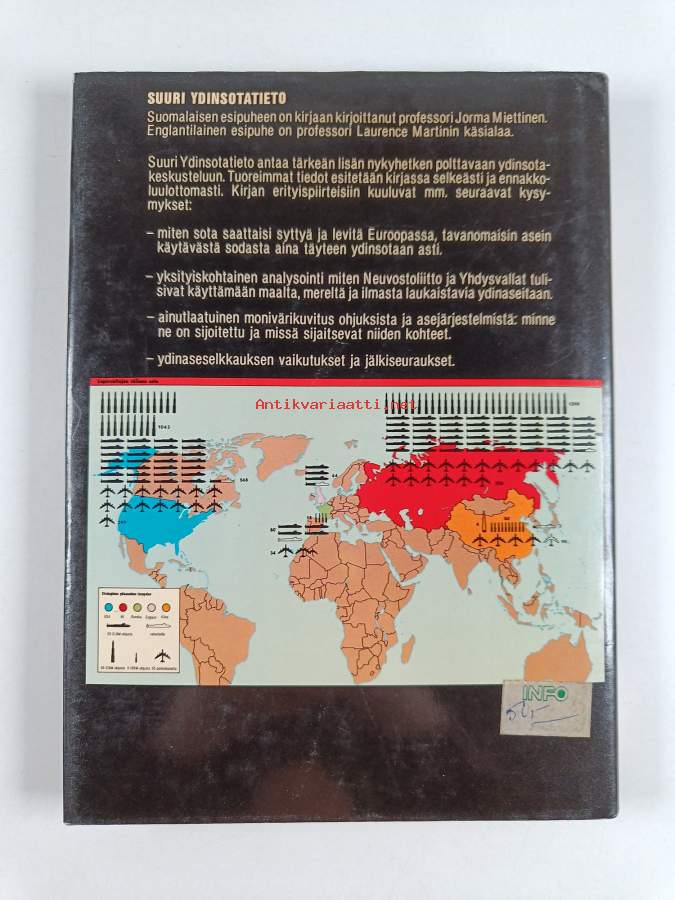 SUURI YDINSOTATIETO
Suomalaisen esipuheen on kirjaan kirjoittanut professori Jorma Miettinen.
Englantilainen esipuhe on professori Laurence Martinin käsialaa.
Suuri Ydinsotatieto antaa tärkeän lisän nykyhetken polttavaan ydinsota-
keskusteluun. Tuoreimmat tiedot esitetään kirjassa selkeästi ja ennakko-
luulottomasti. Kirjan erityispiirteisiin kuuluvat mm. seuraavat kysy-
mykset:
– miten sota saattaisi syttyä ja levitä Euroopassa, tavanomaisin asein
käytävästä sodasta aina täyteen ydinsotaan asti.
– yksityiskohtainen analysointi miten Neuvostoliitto ja Yhdysvallat tuli-
sivat käyttämään maalta, mereltä ja ilmasta laukaistavia ydinaseitaan.
– ainutlaatuinen monivärikuvitus ohjuksista ja asejärjestelmistä: minne
ne on sijoitettu ja missä sijaitsevat niiden kohteet.
– ydinaseselkkauksen vaikutukset ja jälkiseuraukset.
Antikvariaatti.net
INFO